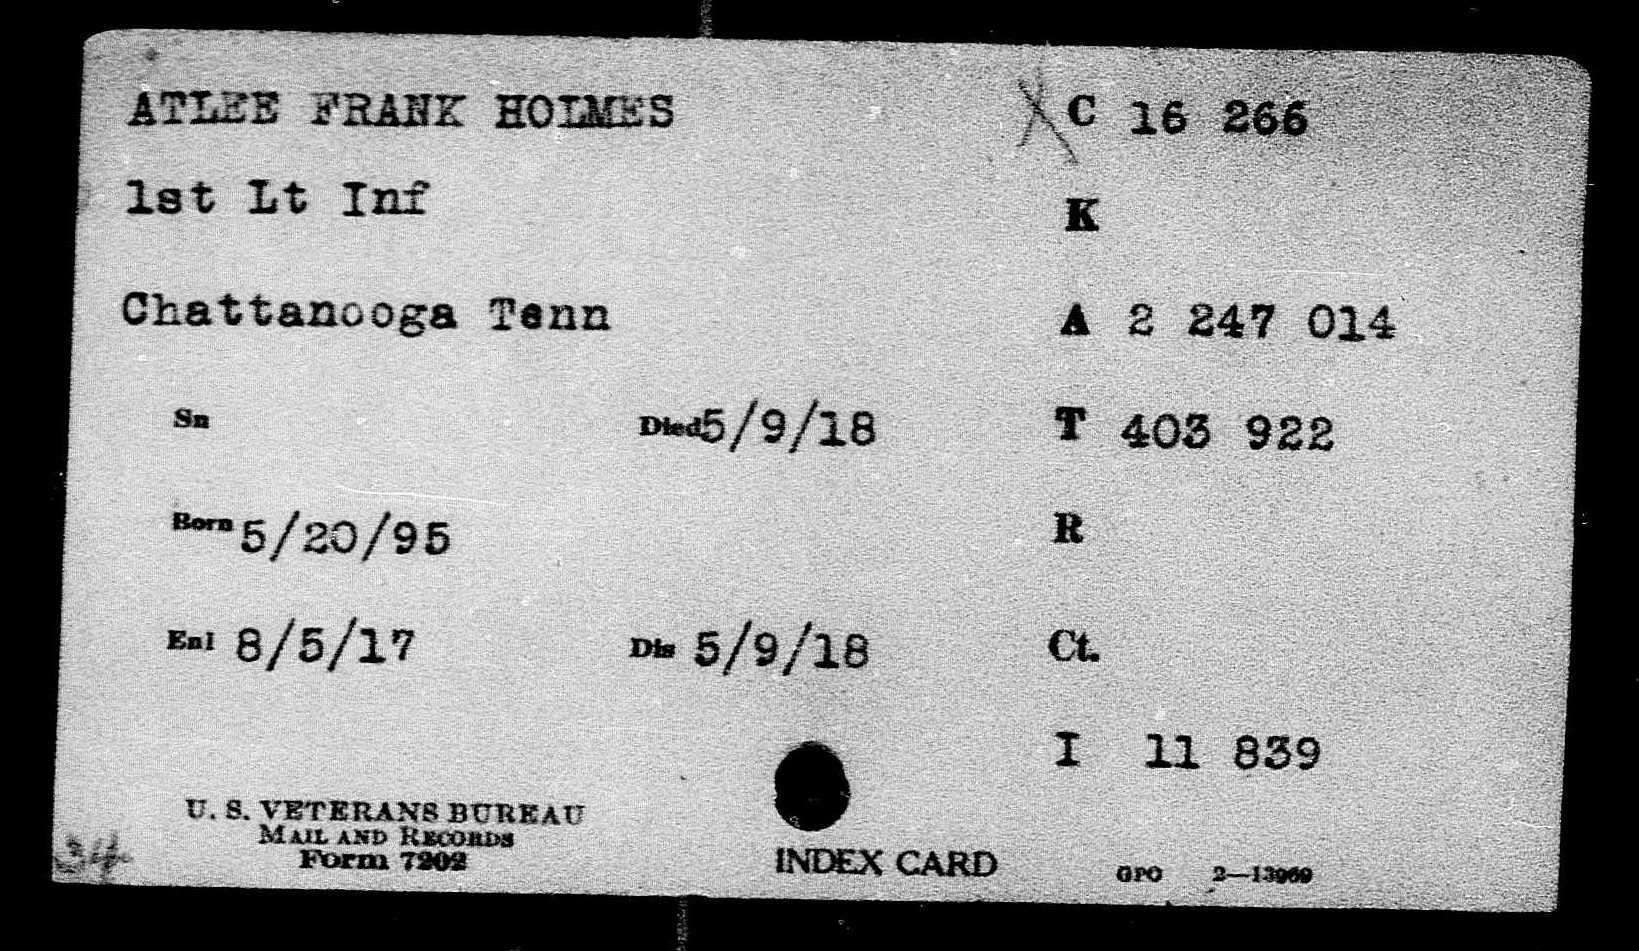 ATLEE FRANK HOLMES X C 16 266
1st Lt Inf K
Chattanooga Tenn A 2 247 014
Sn Died 5/9/18 T 403 922
Born 5/20/95 R
Enl 8/5/17 Dis 5/9/18 Ct.
I 11 839
U. S. VETERANS BUREAU
MAIL AND RECORDS
Form 7202
34
INDEX CARD GPO 2—13969